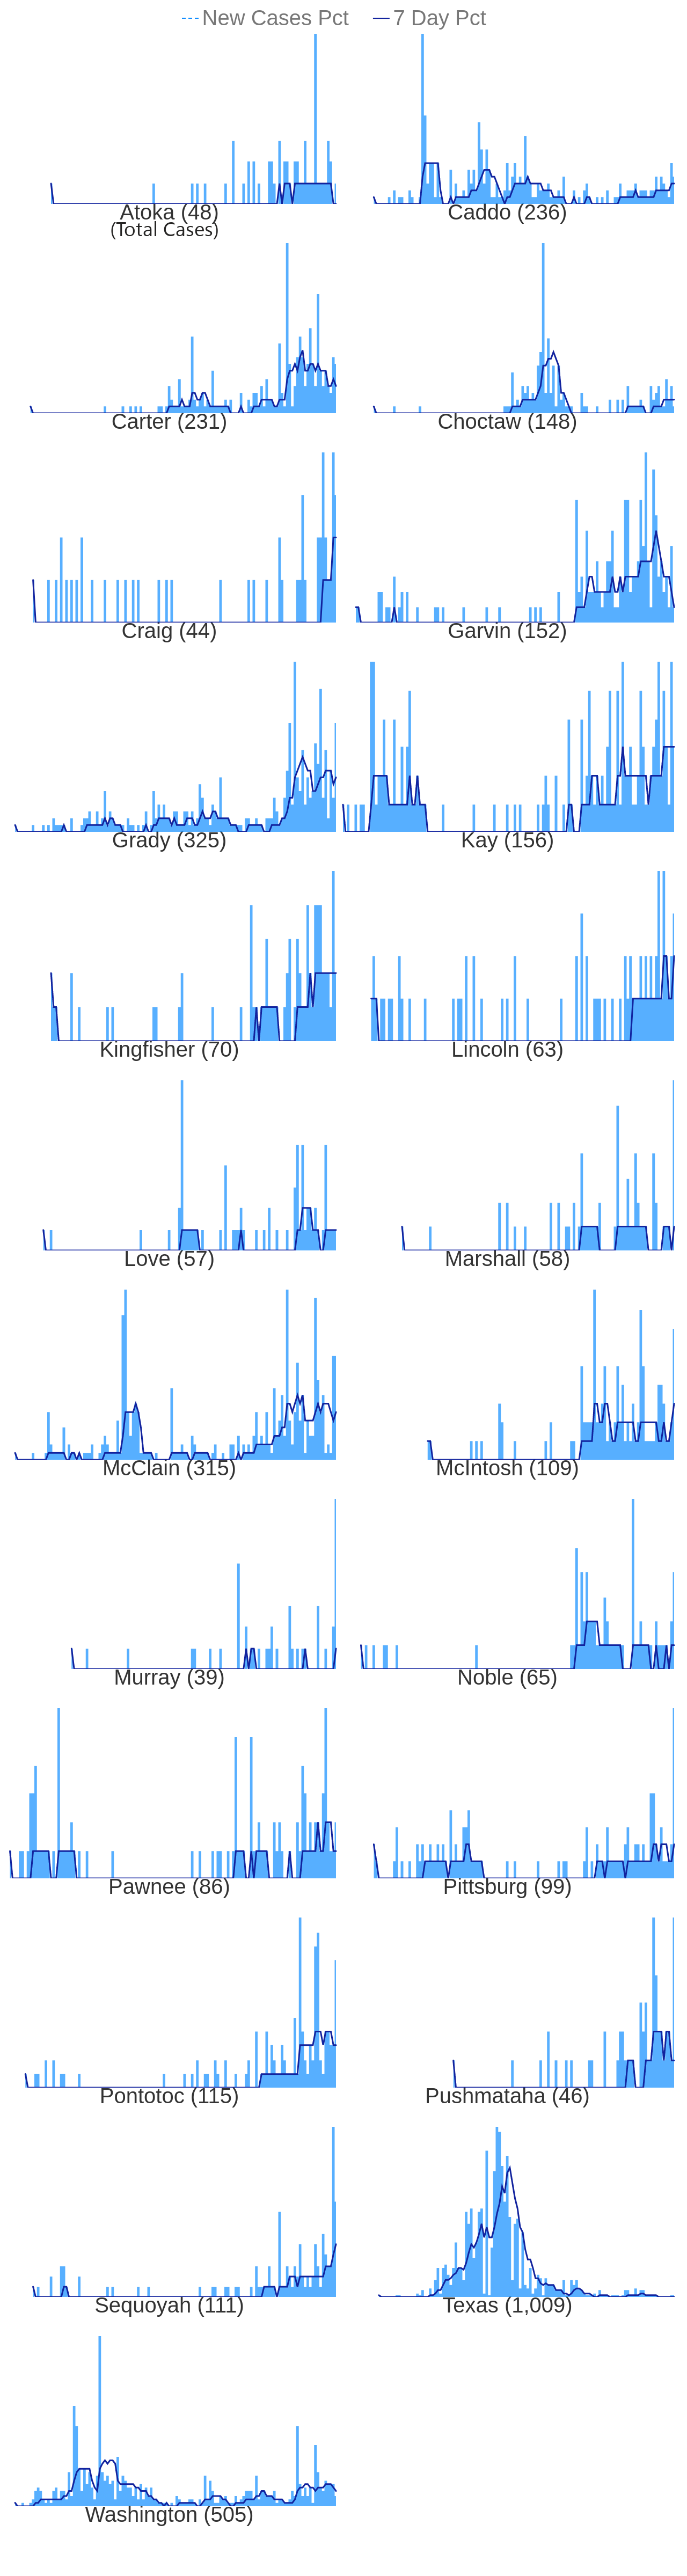 New Cases Pct 7 Day Pct
Atoka (48) Caddo (236)
(Total Cases)
Carter (231) Choctaw (148)
Craig (44) Garvin (152)
Grady (325) Kay (156)
Kingfisher (70) Lincoln (63)
Love (57) Marshall (58)
McClain (315) McIntosh (109)
Murray (39) Noble (65)
Pawnee (86) Pittsburg (99)
Pontotoc (115) Pushmataha (46)
Sequoyah (111) Texas (1,009)
Washington (505)